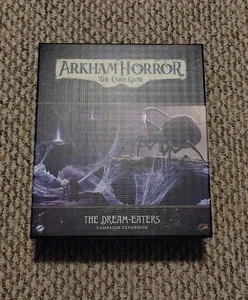 ARKHAM HORROR
THE CARD GAME
THE DREAM-EATERS
CAMPAIGN EXPANSION